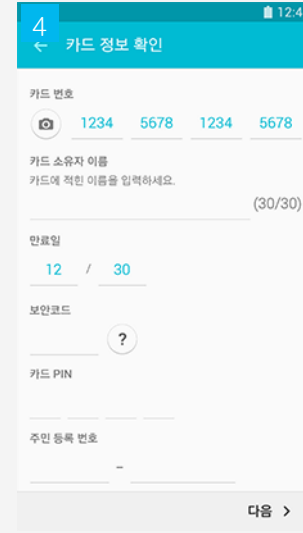 12:4
4
← 카드 정보 확인
카드 번호
1234 5678 1234 5678
카드 소유자 이름
카드에 적힌 이름을 입력하세요.
(30/30)
만료일
12 / 30
보안코드
?
카드 PIN
주민 등록 번호
–
다음 >